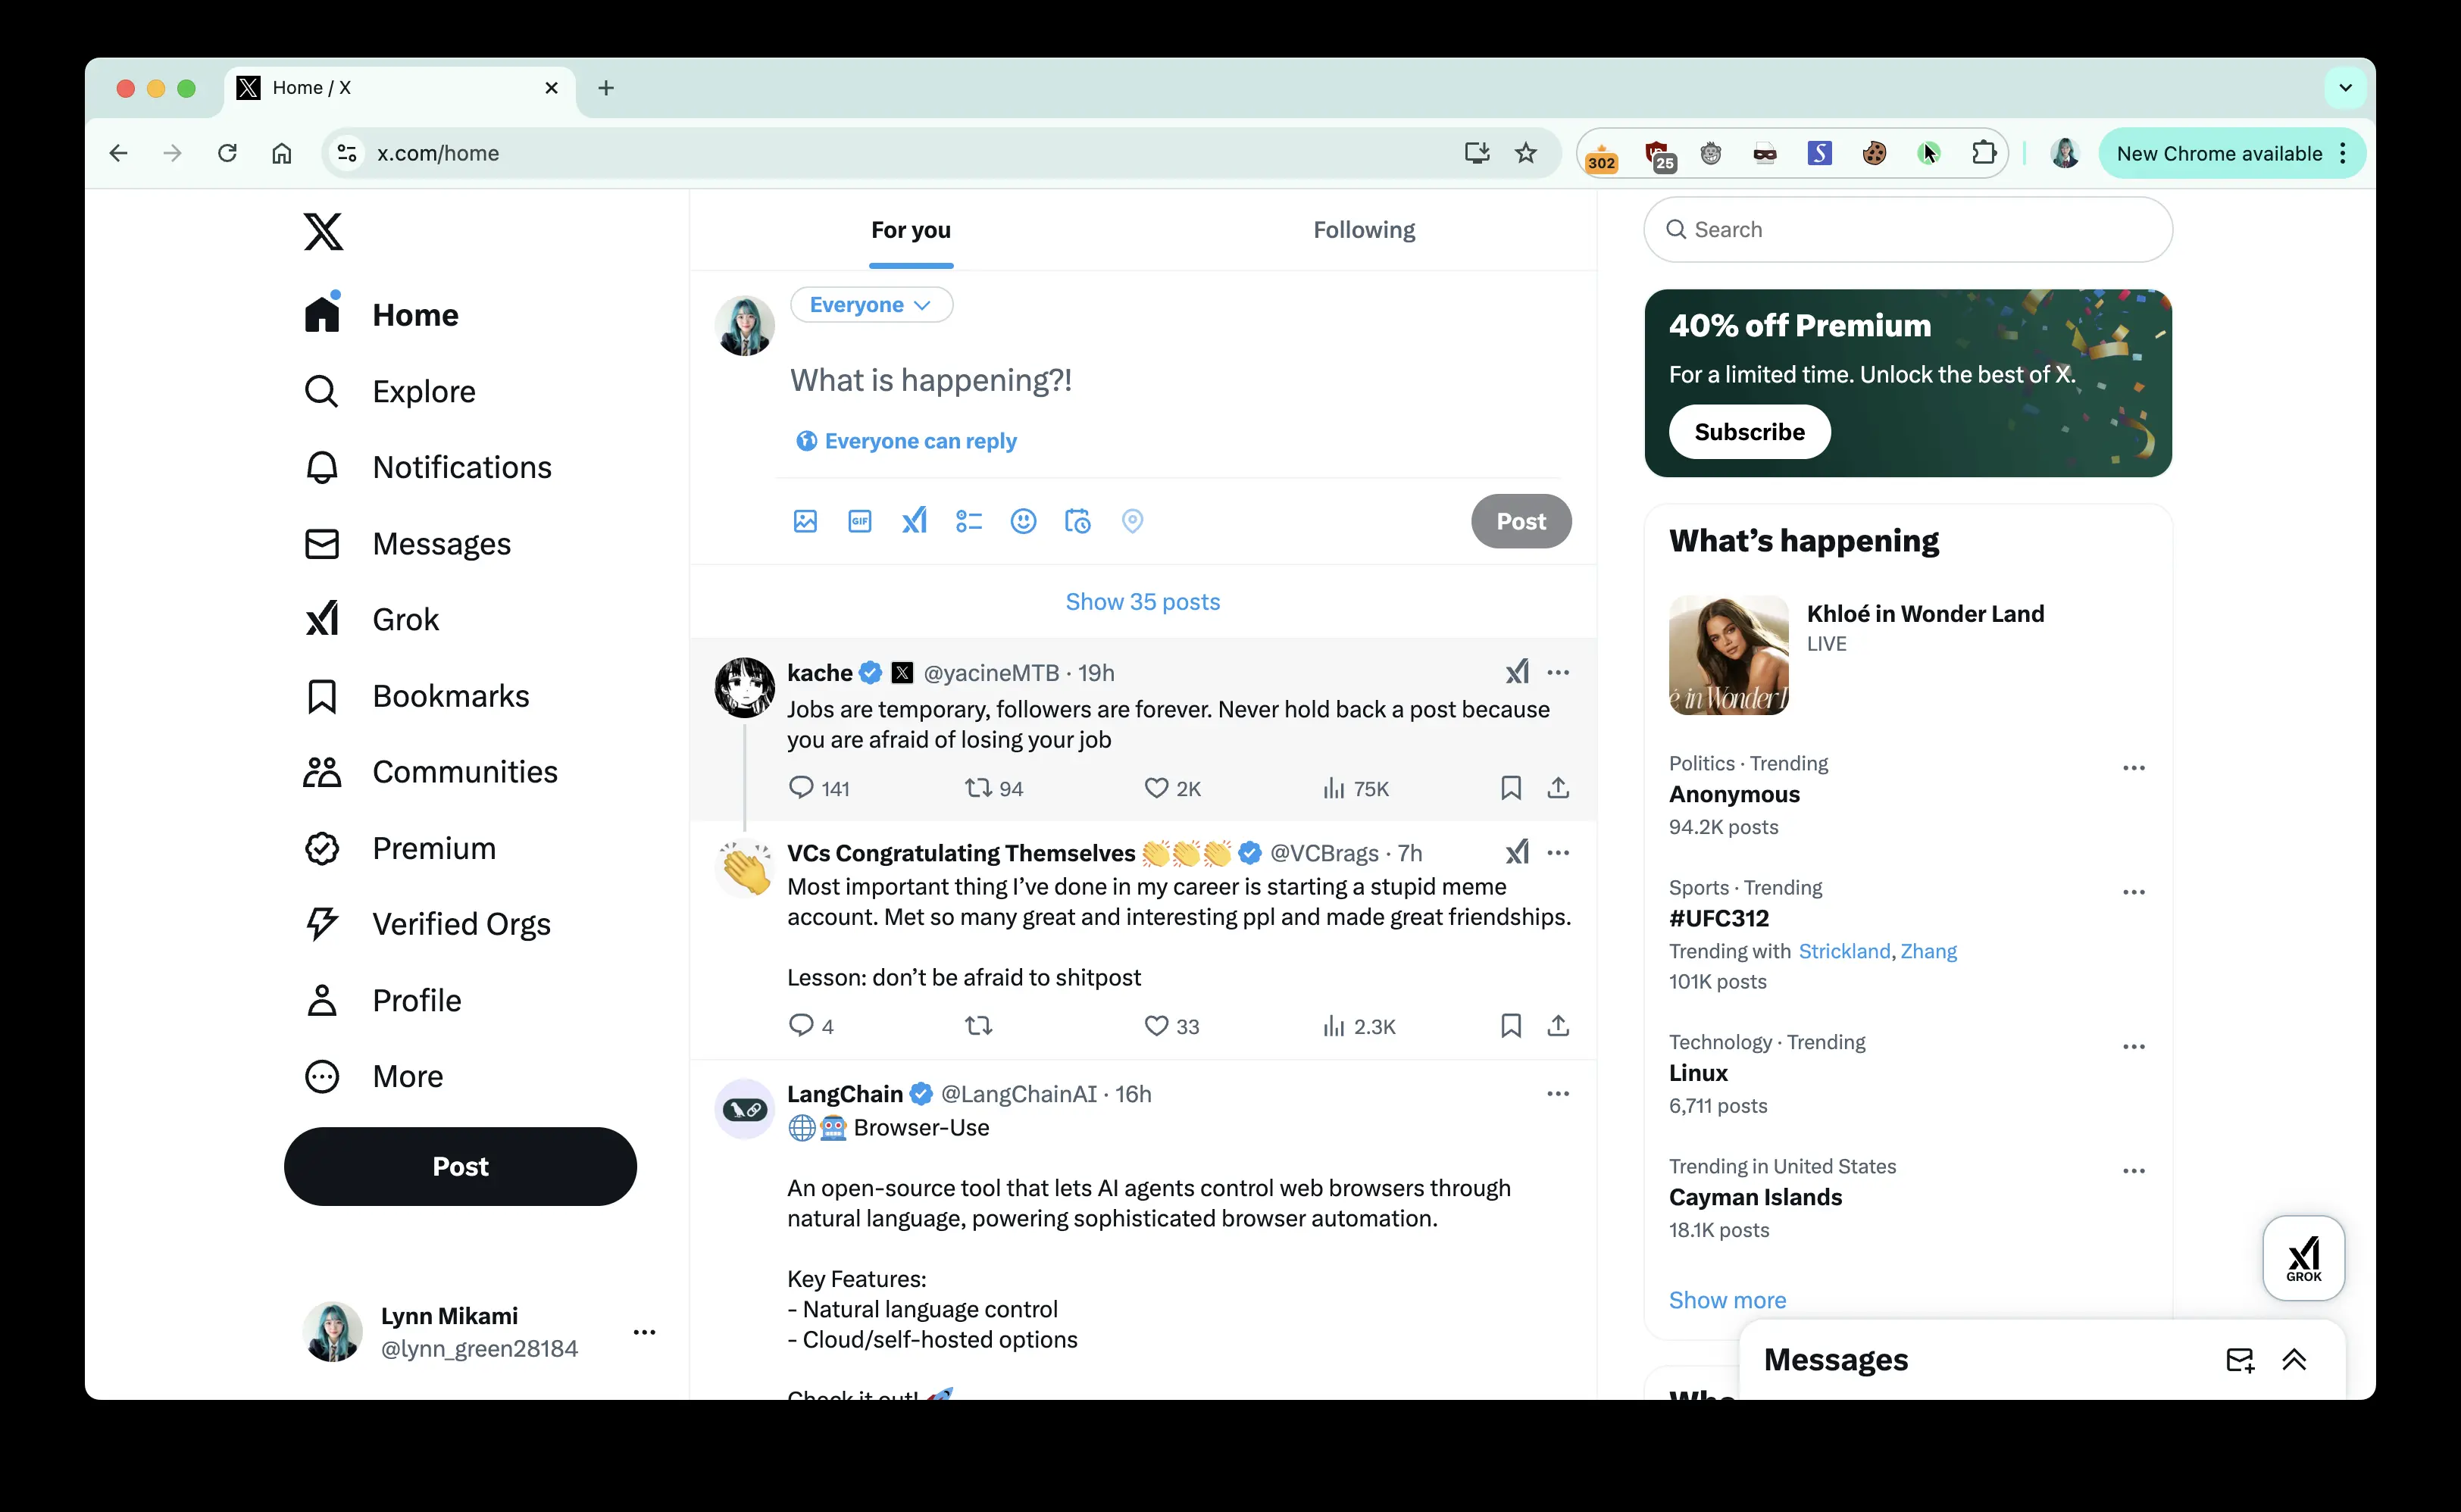 Home / X
x.com/home
302
25
New Chrome available
Home
Explore
Notifications
Messages
Grok
Bookmarks
Communities
Premium
Verified Orgs
Profile
More
Post
Lynn Mikami
@lynn_green28184
For you
Following
Everyone
What is happening?!
Everyone can reply
GIF
Post
Show 35 posts
kache @yacineMTB · 19h
Jobs are temporary, followers are forever. Never hold back a post because
you are afraid of losing your job
141 94 2K 75K
VCs Congratulating Themselves 👏👏👏 @VCBrags · 7h
Most important thing I’ve done in my career is starting a stupid meme
account. Met so many great and interesting ppl and made great friendships.
Lesson: don’t be afraid to shitpost
4 33 2.3K
LangChain @LangChainAI · 16h
🌐🤖 Browser-Use
An open-source tool that lets AI agents control web browsers through
natural language, powering sophisticated browser automation.
Key Features:
- Natural language control
- Cloud/self-hosted options
Check it out! 🚀
Search
40% off Premium
For a limited time. Unlock the best of X.
Subscribe
What’s happening
é in Wonder
Khloé in Wonder Land
LIVE
Politics · Trending
Anonymous
94.2K posts
Sports · Trending
#UFC312
Trending with Strickland, Zhang
101K posts
Technology · Trending
Linux
6,711 posts
Trending in United States
Cayman Islands
18.1K posts
Show more
GROK
Messages
Who